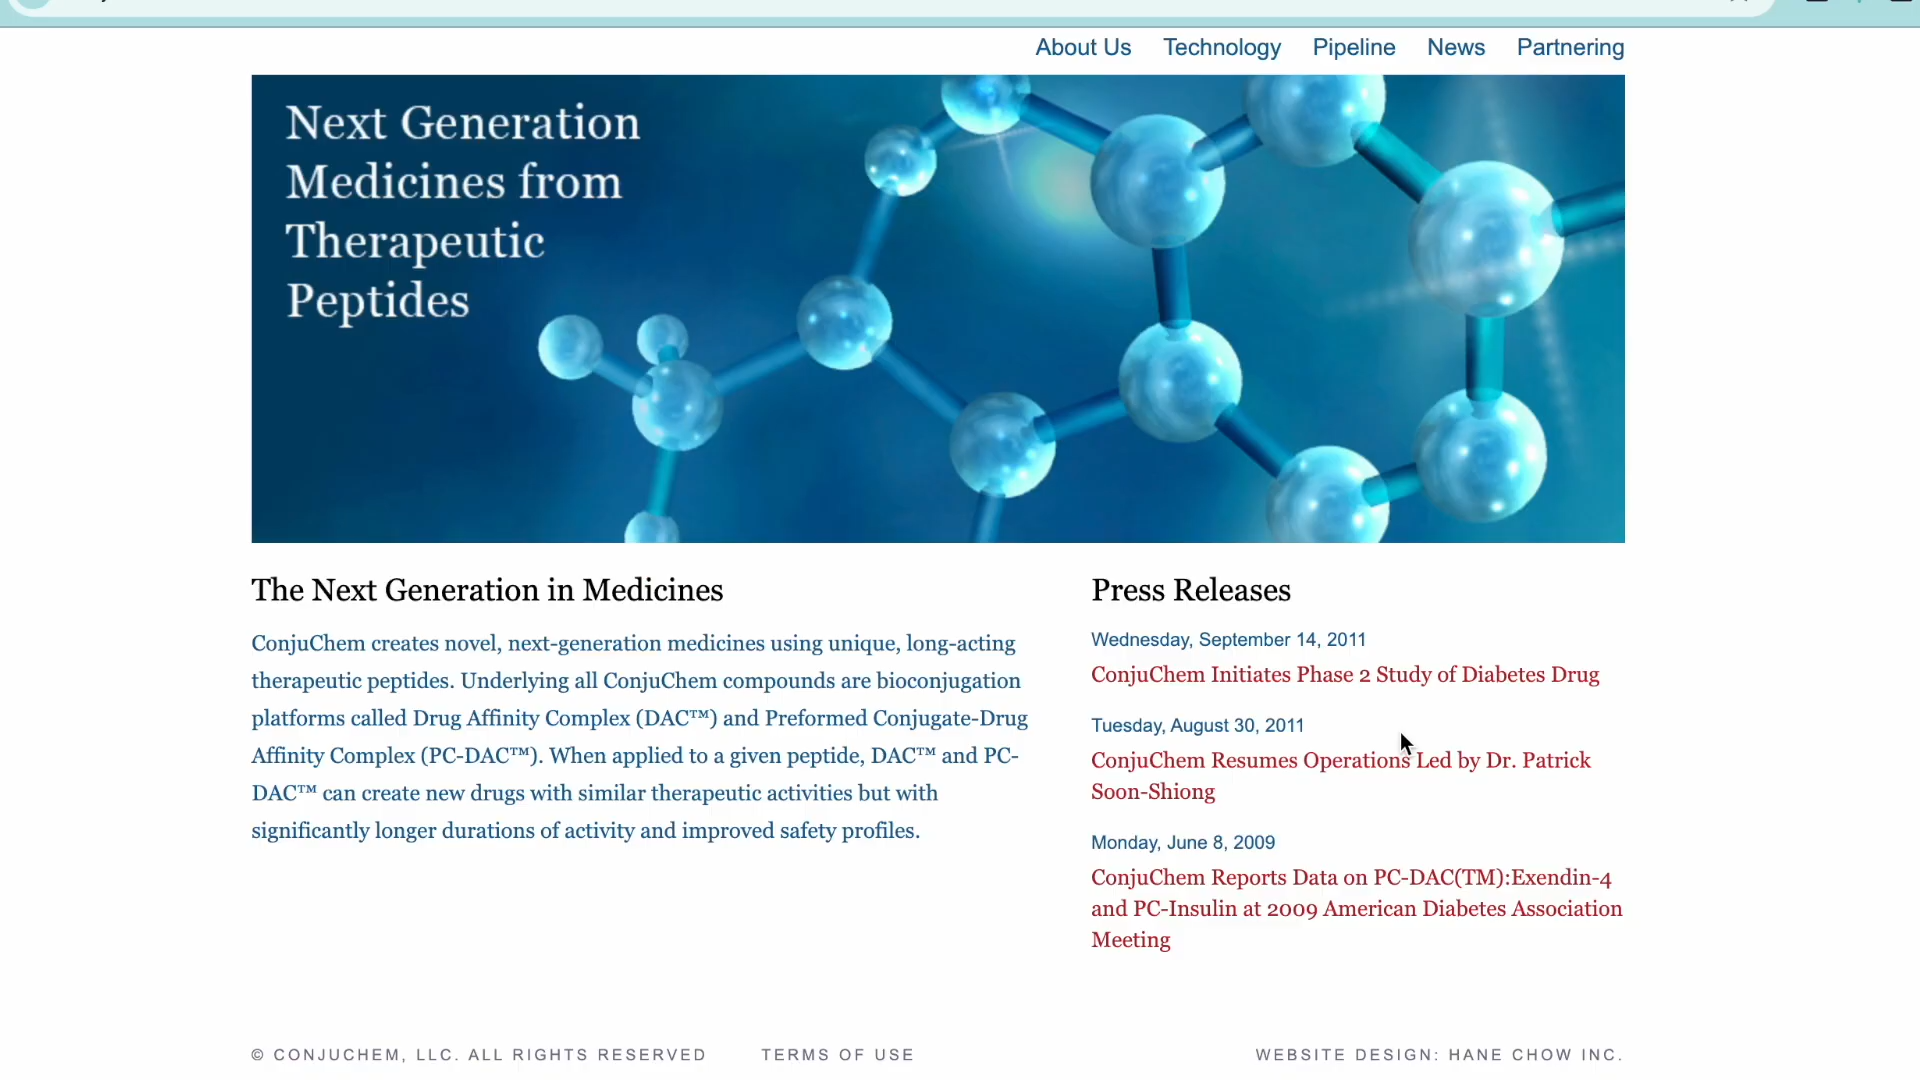 About Us Technology Pipeline News Partnering
Next Generation
Medicines from
Therapeutic
Peptides
The Next Generation in Medicines
ConjuChem creates novel, next-generation medicines using unique, long-acting
therapeutic peptides. Underlying all ConjuChem compounds are bioconjugation
platforms called Drug Affinity Complex (DAC™) and Preformed Conjugate-Drug
Affinity Complex (PC-DAC™). When applied to a given peptide, DAC™ and PC-
DAC™ can create new drugs with similar therapeutic activities but with
significantly longer durations of activity and improved safety profiles.
Press Releases
Wednesday, September 14, 2011
ConjuChem Initiates Phase 2 Study of Diabetes Drug
Tuesday, August 30, 2011
ConjuChem Resumes Operations Led by Dr. Patrick
Soon-Shiong
Monday, June 8, 2009
ConjuChem Reports Data on PC-DAC(TM):Exendin-4
and PC-Insulin at 2009 American Diabetes Association
Meeting
© CONJUCHEM, LLC. ALL RIGHTS RESERVED TERMS OF USE WEBSITE DESIGN: HANE CHOW INC.